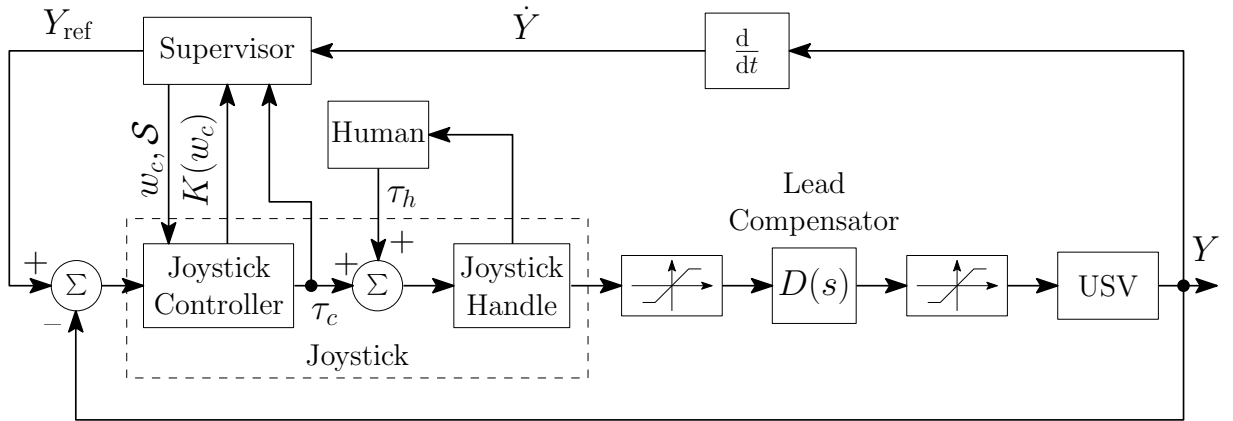 Y_ref
Supervisor
Ẏ
d
dt
w_c, 𝒮
K(w_c)
Human
τ_h
Lead
Compensator
+
+
+
Σ
Joystick
Controller
τ_c
Σ
Joystick
Handle
D(s)
USV
Y
−
Joystick